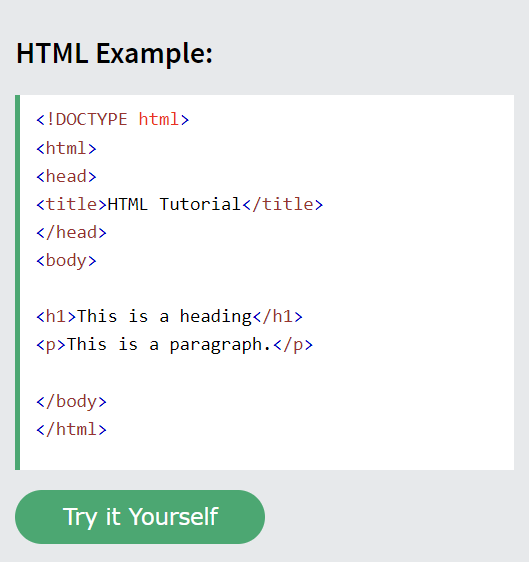 HTML Example:
<!DOCTYPE html>
<html>
<head>
<title>HTML Tutorial</title>
</head>
<body>
<h1>This is a heading</h1>
<p>This is a paragraph.</p>
</body>
</html>
Try it Yourself